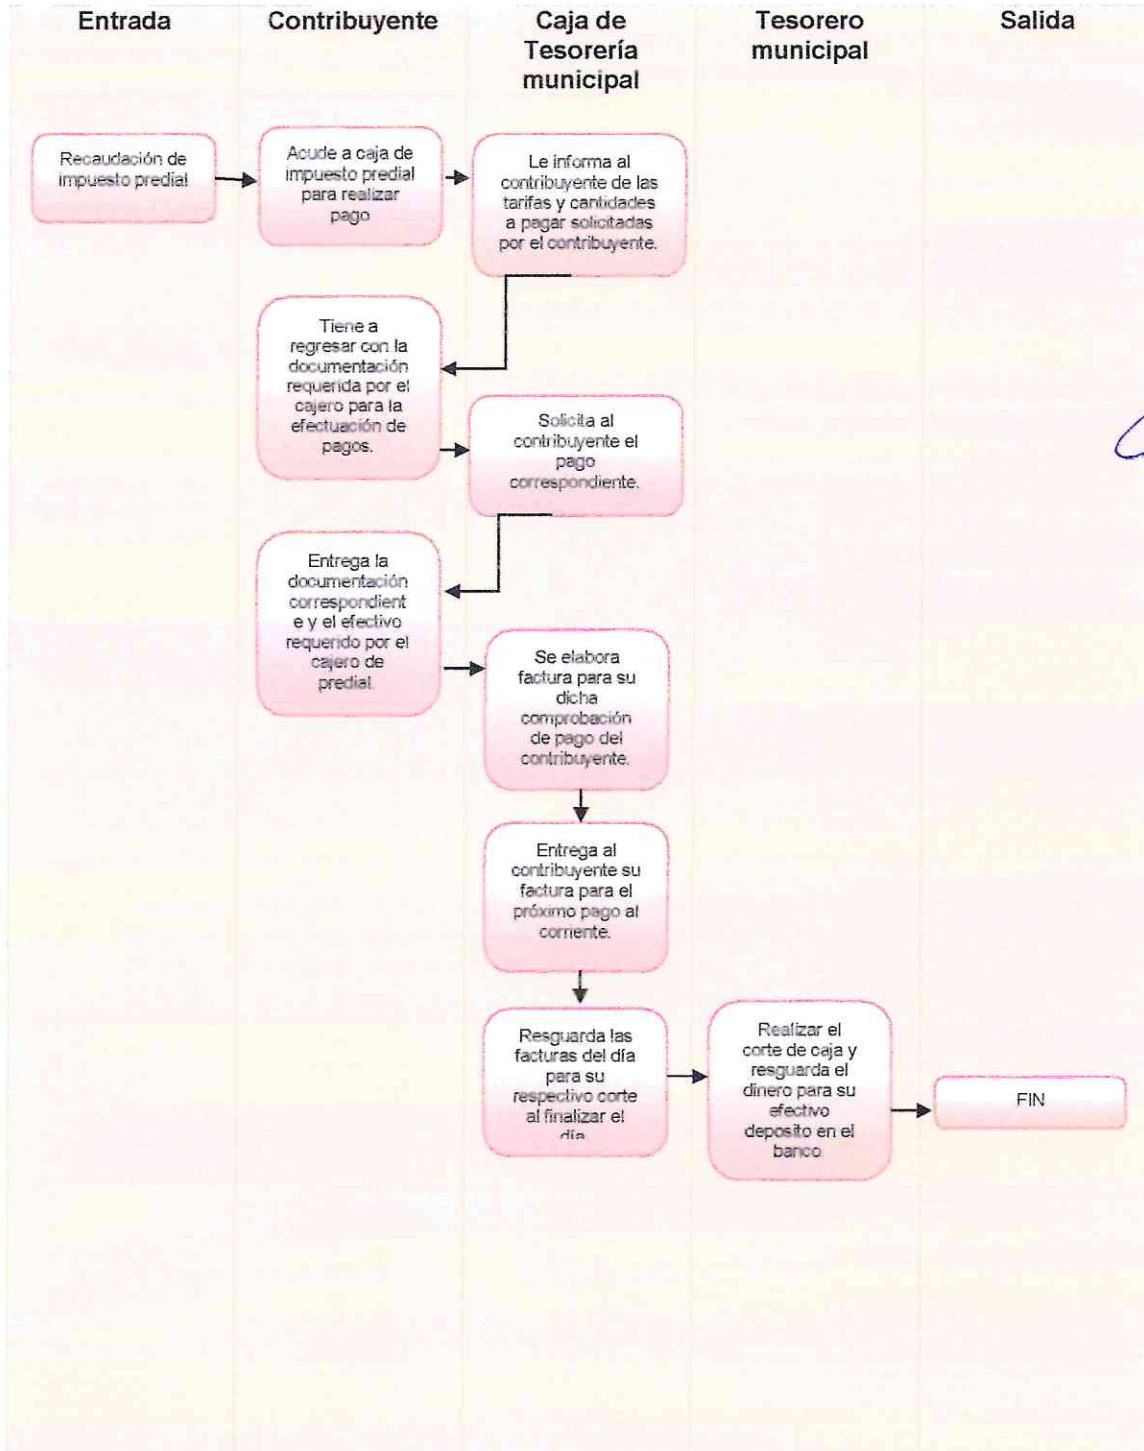 Entrada
Contribuyente
Caja de
Tesorería
municipal
Tesorero
municipal
Salida
Recaudación de
impuesto predial
Acude a caja de
impuesto predial
para realizar
pago
Le informa al
contribuyente de las
tarifas y cantidades
a pagar solicitadas
por el contribuyente.
Tiene a
regresar con la
documentación
requerida por el
cajero para la
efectuación de
pagos.
Solicita al
contribuyente el
pago
correspondiente.
Entrega la
documentación
correspondient
e y el efectivo
requerido por el
cajero de
predial
Se elabora
factura para su
dicha
comprobación
de pago del
contribuyente.
Entrega al
contribuyente su
factura para el
próximo pago al
corriente.
Resguarda las
facturas del día
para su
respectivo corte
al finalizar el
día
Realizar el
corte de caja y
resguarda el
dinero para su
efectivo
deposito en el
banco
FIN